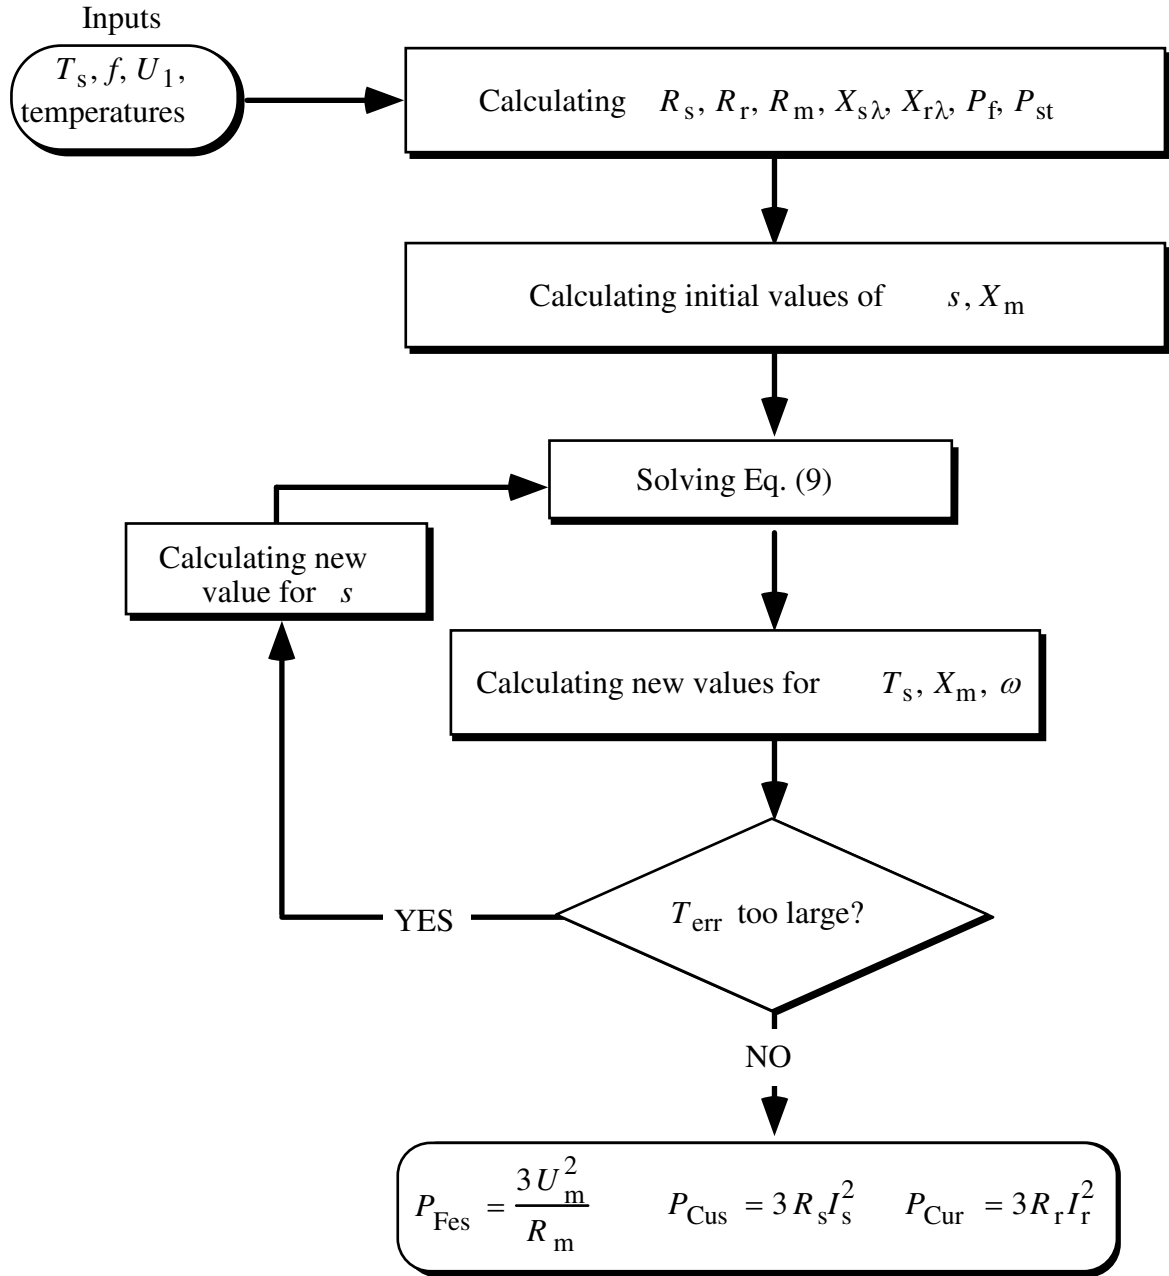 Inputs
T_s, f, U_1,
temperatures
Calculating R_s, R_r, R_m, X_sλ, X_rλ, P_f, P_st
Calculating initial values of s, X_m
Solving Eq. (9)
Calculating new
value for s
Calculating new values for T_s, X_m, ω
T_err too large?
YES
NO
P_Fes = 3U_m^2 / R_m P_Cus = 3R_sI_s^2 P_Cur = 3R_rI_r^2